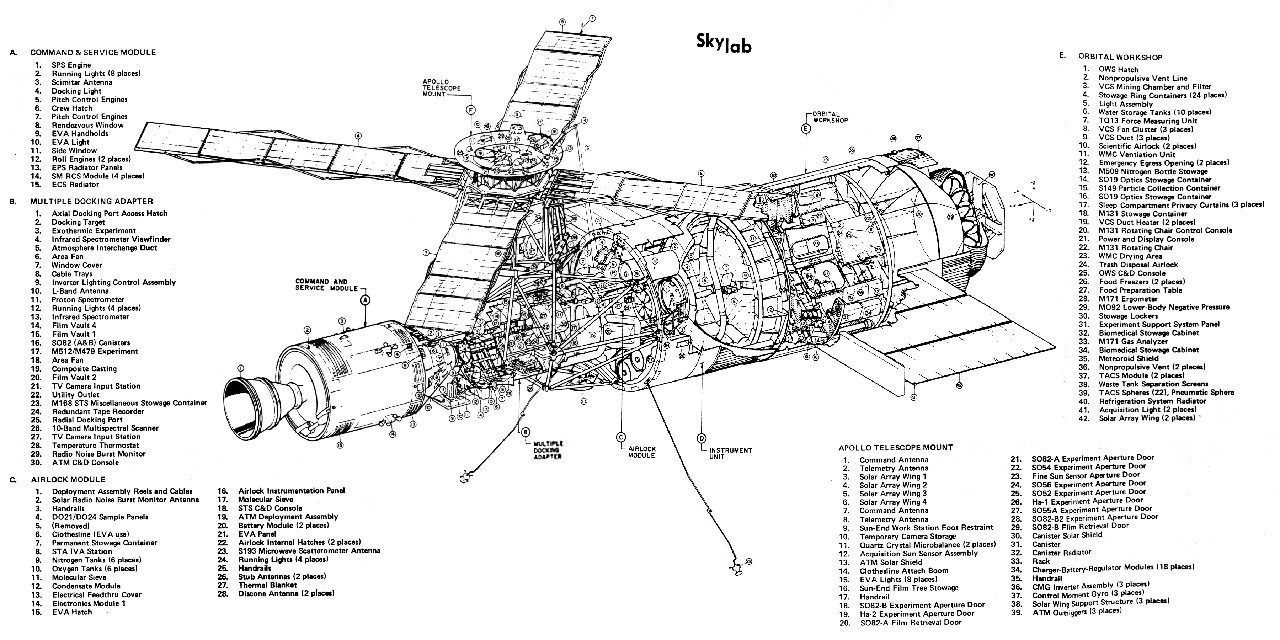 Skylab
A. COMMAND & SERVICE MODULE
1. SPS Engine
2. Running Lights (8 places)
3. Scimitar Antenna
4. Docking Light
5. Pitch Control Engines
6. Crew Hatch
7. Pitch Control Engines
8. Rendezvous Window
9. EVA Handholds
10. EVA Light
11. Side Window
12. Roll Engines (2 places)
13. EPS Radiator Panels
14. SM RCS Module (4 places)
15. ECS Radiator
B. MULTIPLE DOCKING ADAPTER
1. Axial Docking Port Access Hatch
2. Docking Target
3. Exothermic Experiment
4. Infrared Spectrometer Viewfinder
5. Atmosphere Interchange Duct
6. Area Fan
7. Window Cover
8. Cable Trays
9. Inverter Lighting Control Assembly
10. L-Band Antenna
11. Proton Spectrometer
12. Running Lights (4 places)
13. Infrared Spectrometer
14. Film Vault 4
15. Film Vault 1
16. SO82 (A&B) Canisters
17. M512/M479 Experiment
18. Area Fan
19. Composite Casting
20. Film Vault 2
21. TV Camera Input Station
22. Utility Outlet
23. M168 STS Miscellaneous Stowage Container
24. Redundant Tape Recorder
25. Radial Docking Port
26. 10-Band Multispectral Scanner
27. TV Camera Input Station
28. Temperature Thermostat
29. Radio Noise Burst Monitor
30. ATM C&D Console
C. AIRLOCK MODULE
1. Deployment Assembly Reels and Cables
2. Solar Radio Noise Burst Monitor Antenna
3. Handrails
4. DO21/DO24 Sample Panels
5. (Removed)
6. Clothesline (EVA use)
7. Permanent Stowage Container
8. STA IVA Station
9. Nitrogen Tanks (6 places)
10. Oxygen Tanks (6 places)
11. Molecular Sieve
12. Condensate Module
13. Electrical Feedthru Cover
14. Electronics Module 1
15. EVA Hatch
16. Airlock Instrumentation Panel
17. Molecular Sieve
18. STS C&D Console
19. ATM Deployment Assembly
20. Battery Module (2 places)
21. EVA Panel
22. Airlock Internal Hatches (2 places)
23. S193 Microwave Scatterometer Antenna
24. Running Lights (4 places)
25. Handrails
26. Stub Antennas (2 places)
27. Thermal Blanket
28. Discone Antenna (2 places)
APOLLO
TELESCOPE
MOUNT
F
ORBITAL
WORKSHOP
E
COMMAND AND
SERVICE MODULE
A
B
MULTIPLE
DOCKING
ADAPTER
C
AIRLOCK
MODULE
D
INSTRUMENT
UNIT
E. ORBITAL WORKSHOP
1. OWS Hatch
2. Nonpropulsive Vent Line
3. VCS Mining Chamber and Filter
4. Stowage Ring Containers (24 places)
5. Light Assembly
6. Water Storage Tanks (10 places)
7. TO13 Force Measuring Unit
8. VCS Fan Cluster (3 places)
9. VCS Duct (3 places)
10. Scientific Airlock (2 places)
11. WMC Ventilation Unit
12. Emergency Egress Opening (2 places)
13. M509 Nitrogen Bottle Stowage
14. SO19 Optics Stowage Container
15. S149 Particle Collection Container
16. SO19 Optics Stowage Container
17. Sleep Compartment Privacy Curtains (3 places)
18. M131 Stowage Container
19. VCS Duct Heater (2 places)
20. M131 Rotating Chair Control Console
21. Power and Display Console
22. M131 Rotating Chair
23. WMC Drying Area
24. Trash Disposal Airlock
25. OWS C&D Console
26. Food Freezers (2 places)
27. Food Preparation Table
28. M171 Ergometer
29. MO92 Lower-Body Negative Pressure
30. Stowage Lockers
31. Experiment Support System Panel
32. Biomedical Stowage Cabinet
33. M171 Gas Analyzer
34. Biomedical Stowage Cabinet
35. Meteoroid Shield
36. Nonpropulsive Vent (2 places)
37. TACS Module (2 places)
38. Waste Tank Separation Screens
39. TACS Spheres (22), Pneumatic Sphere
40. Refrigeration System Radiator
41. Acquisition Light (2 places)
42. Solar Array Wing (2 places)
APOLLO TELESCOPE MOUNT
1. Command Antenna
2. Telemetry Antenna
3. Solar Array Wing 1
4. Solar Array Wing 2
5. Solar Array Wing 3
6. Solar Array Wing 4
7. Command Antenna
8. Telemetry Antenna
9. Sun-End Work Station Foot Restraint
10. Temporary Camera Storage
11. Quartz Crystal Microbalance (2 places)
12. Acquisition Sun Sensor Assembly
13. ATM Solar Shield
14. Clothesline Attach Boom
15. EVA Lights (8 places)
16. Sun-End Film Tree Stowage
17. Handrail
18. SO82-B Experiment Aperture Door
19. Ha-2 Experiment Aperture Door
20. SO82-A Film Retrieval Door
21. SO82-A Experiment Aperture Door
22. SO54 Experiment Aperture Door
23. Fine Sun Sensor Aperture Door
24. SO56 Experiment Aperture Door
25. SO52 Experiment Aperture Door
26. Ha-1 Experiment Aperture Door
27. SO55A Experiment Aperture Door
28. SO82-B2 Experiment Aperture Door
29. SO82-B Film Retrieval Door
30. Canister Solar Shield
31. Canister
32. Canister Radiator
33. Rack
34. Charger-Battery-Regulator Modules (18 places)
35. Handrail
36. CMG Inverter Assembly (3 places)
37. Control Moment Gyro (3 places)
38. Solar Wing Support Structure (3 places)
39. ATM Outriggers (3 places)